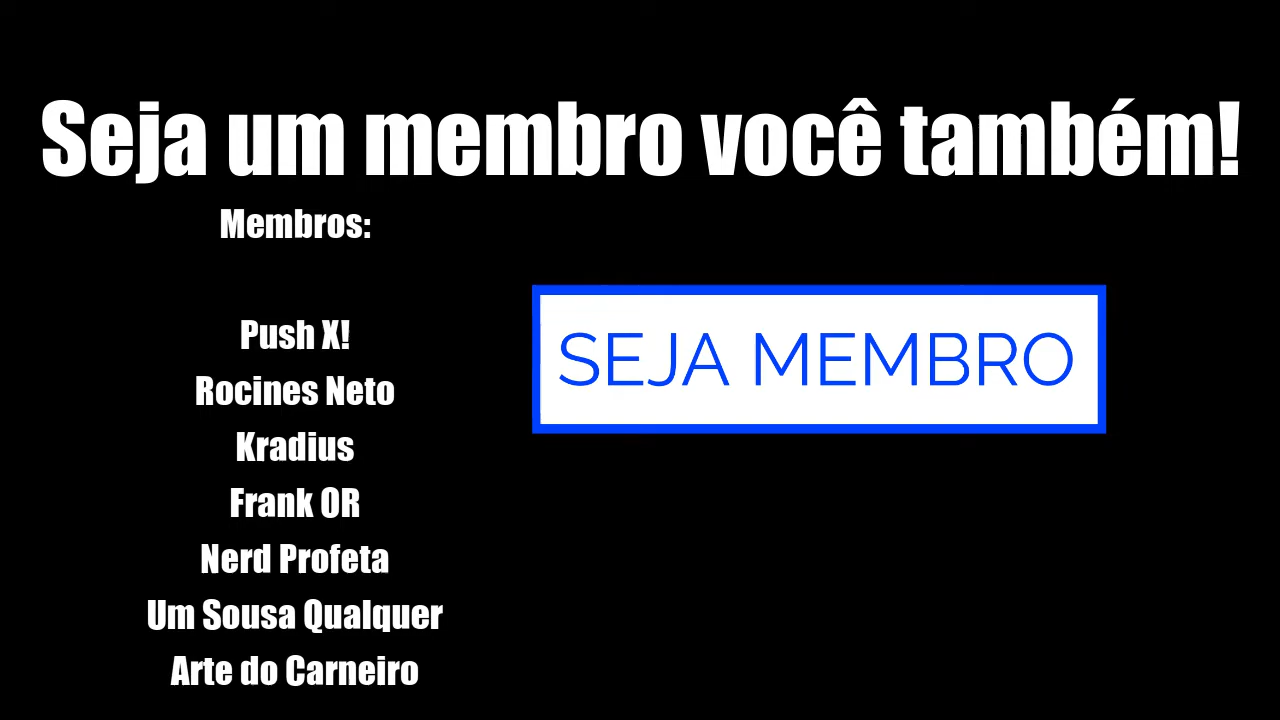 Seja um membro você também!
Membros:
Push X!
Rocines Neto
Kradius
Frank OR
Nerd Profeta
Um Sousa Qualquer
Arte do Carneiro
SEJA MEMBRO